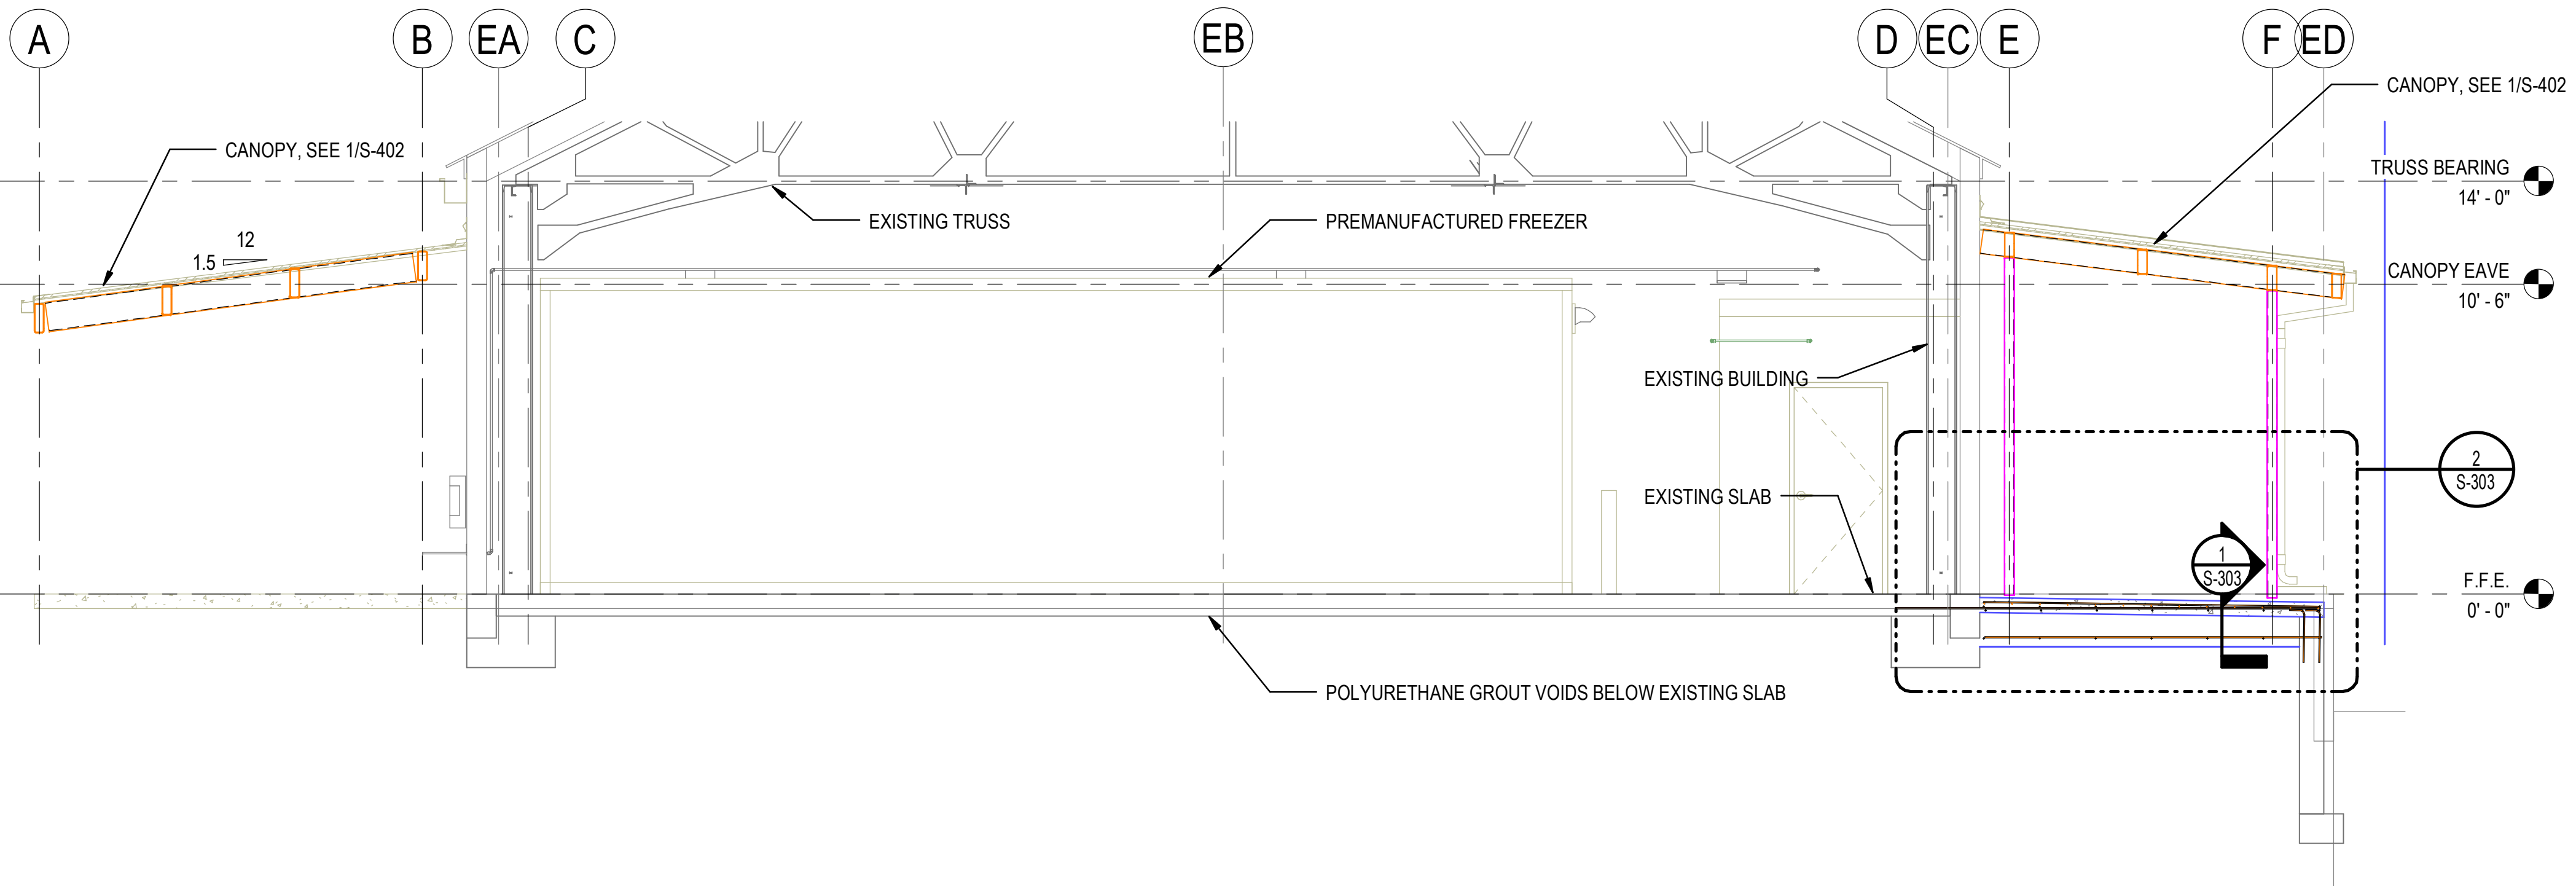 A
B
EA
C
EB
D
EC
E
F
ED
CANOPY, SEE 1/S-402
CANOPY, SEE 1/S-402
TRUSS BEARING
14' - 0"
EXISTING TRUSS
PREMANUFACTURED FREEZER
12
1.5
CANOPY EAVE
10' - 6"
EXISTING BUILDING
2
S-303
EXISTING SLAB
1
S-303
F.F.E.
0' - 0"
POLYURETHANE GROUT VOIDS BELOW EXISTING SLAB